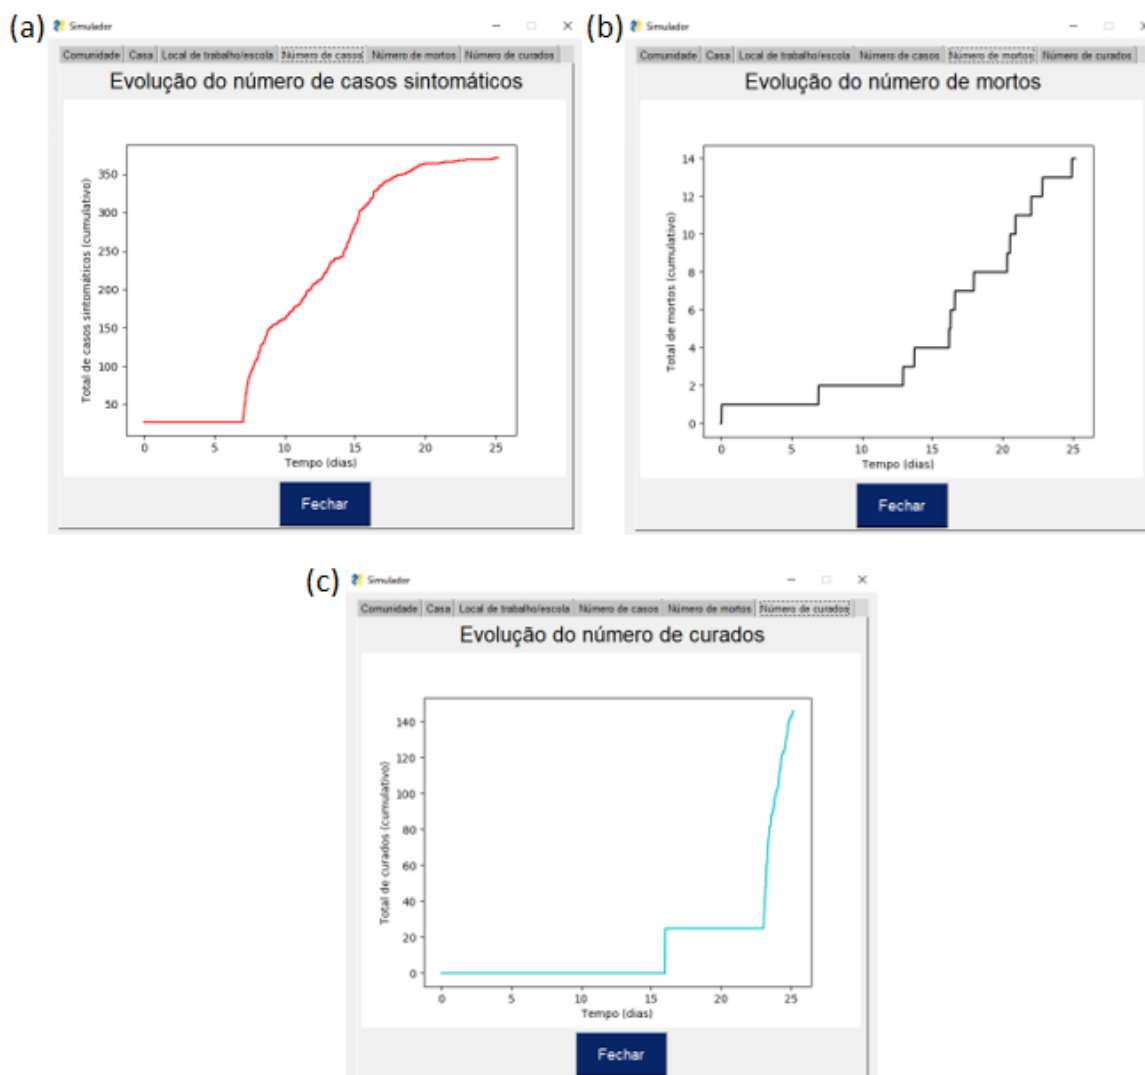 (a)
Simulador
Comunidade Casa Local de trabalho/escola Número de casos Número de mortos Número de curados
Evolução do número de casos sintomáticos
Total de casos sintomáticos (cumulativo)
350
300
250
200
150
100
50
0 5 10 15 20 25
Tempo (dias)
Fechar
(b)
Simulador
Comunidade Casa Local de trabalho/escola Número de casos Número de mortos Número de curados
Evolução do número de mortos
Total de mortos (cumulativo)
14
12
10
8
6
4
2
0
0 5 10 15 20 25
Tempo (dias)
Fechar
(c)
Simulador
Comunidade Casa Local de trabalho/escola Número de casos Número de mortos Número de curados
Evolução do número de curados
Total de curados (cumulativo)
140
120
100
80
60
40
20
0
0 5 10 15 20 25
Tempo (dias)
Fechar